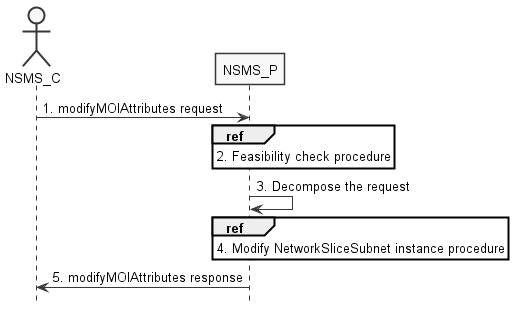 NSMS_C
NSMS_P
1. modifyMOIAttributes request
ref
2. Feasibility check procedure
3. Decompose the request
ref
4. Modify NetworkSliceSubnet instance procedure
5. modifyMOIAttributes response